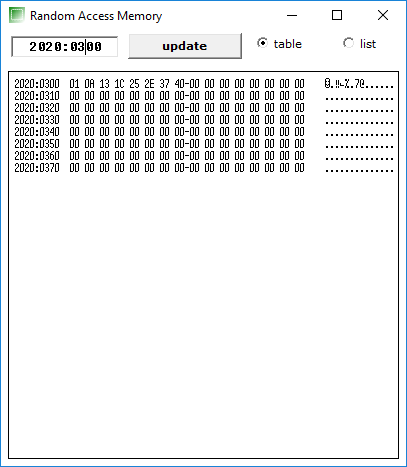 Random Access Memory
2020:0300 update table list
2020:0300 01 0A 13 1C 25 2E 37 40-00 00 00 00 00 00 00 00 ☺.‼∟%.7@........
2020:0310 00 00 00 00 00 00 00 00-00 00 00 00 00 00 00 00 ................
2020:0320 00 00 00 00 00 00 00 00-00 00 00 00 00 00 00 00 ................
2020:0330 00 00 00 00 00 00 00 00-00 00 00 00 00 00 00 00 ................
2020:0340 00 00 00 00 00 00 00 00-00 00 00 00 00 00 00 00 ................
2020:0350 00 00 00 00 00 00 00 00-00 00 00 00 00 00 00 00 ................
2020:0360 00 00 00 00 00 00 00 00-00 00 00 00 00 00 00 00 ................
2020:0370 00 00 00 00 00 00 00 00-00 00 00 00 00 00 00 00 ................